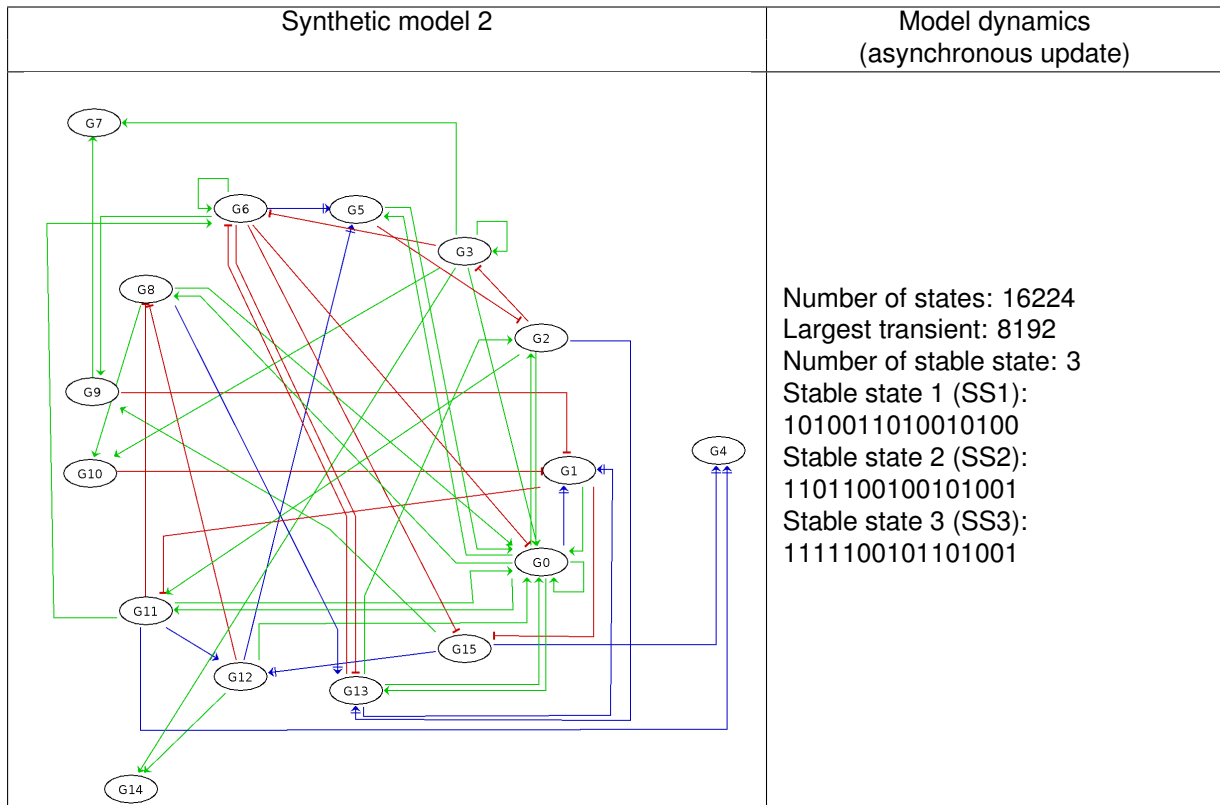 Synthetic model 2
Model dynamics
(asynchronous update)
G7
G6
G5
G3
G8
G2
G9
G10
G1
G4
G0
G11
G15
G12
G13
G14
Number of states: 16224
Largest transient: 8192
Number of stable state: 3
Stable state 1 (SS1):
1010011010010100
Stable state 2 (SS2):
1101100100101001
Stable state 3 (SS3):
1111100101101001